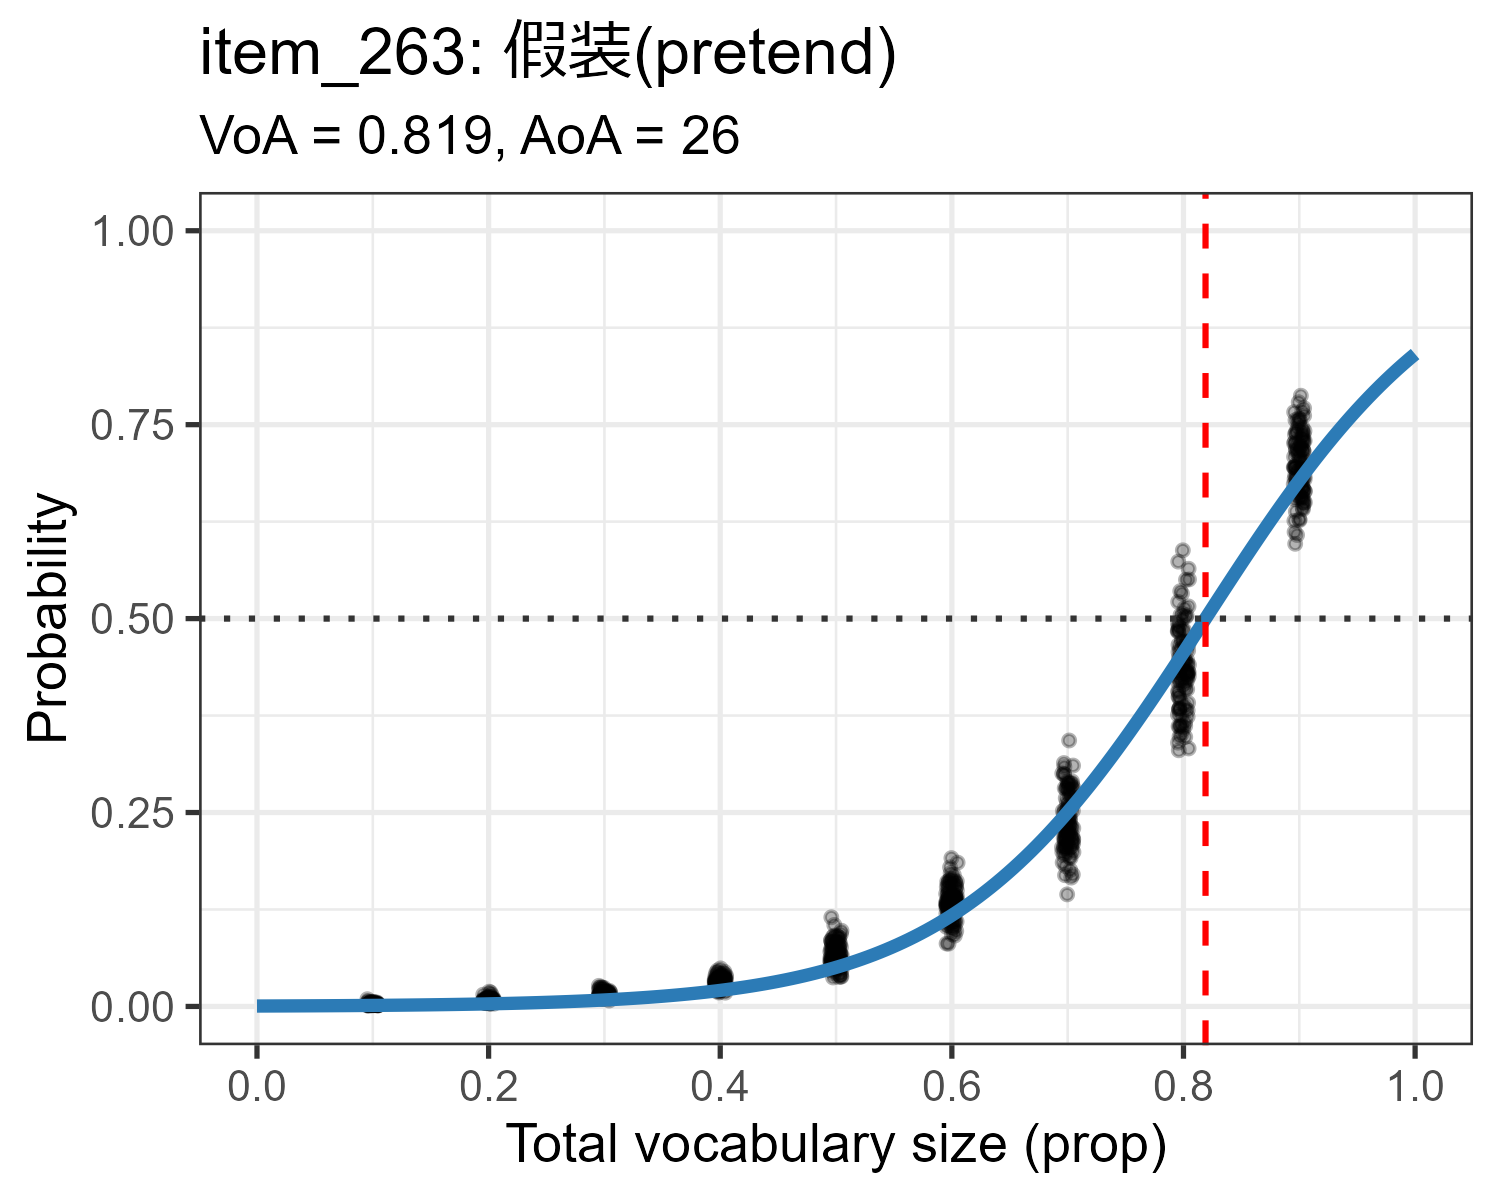 item_263: 假装(pretend)
VoA = 0.819, AoA = 26
1.00
0.75
0.50
0.25
0.00
Probability
0.0 0.2 0.4 0.6 0.8 1.0
Total vocabulary size (prop)